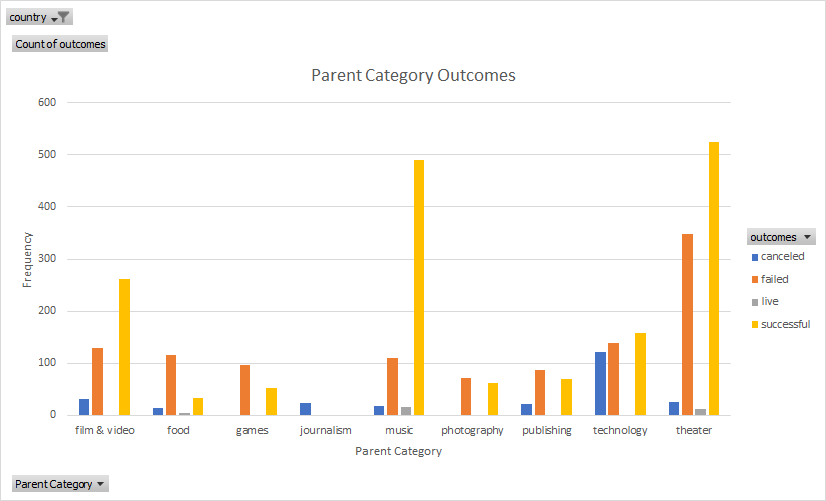 country
Count of outcomes
Parent Category Outcomes
600
500
400
300
200
100
0
Frequency
film & video food games journalism music photography publishing technology theater
Parent Category
outcomes
canceled
failed
live
successful
Parent Category